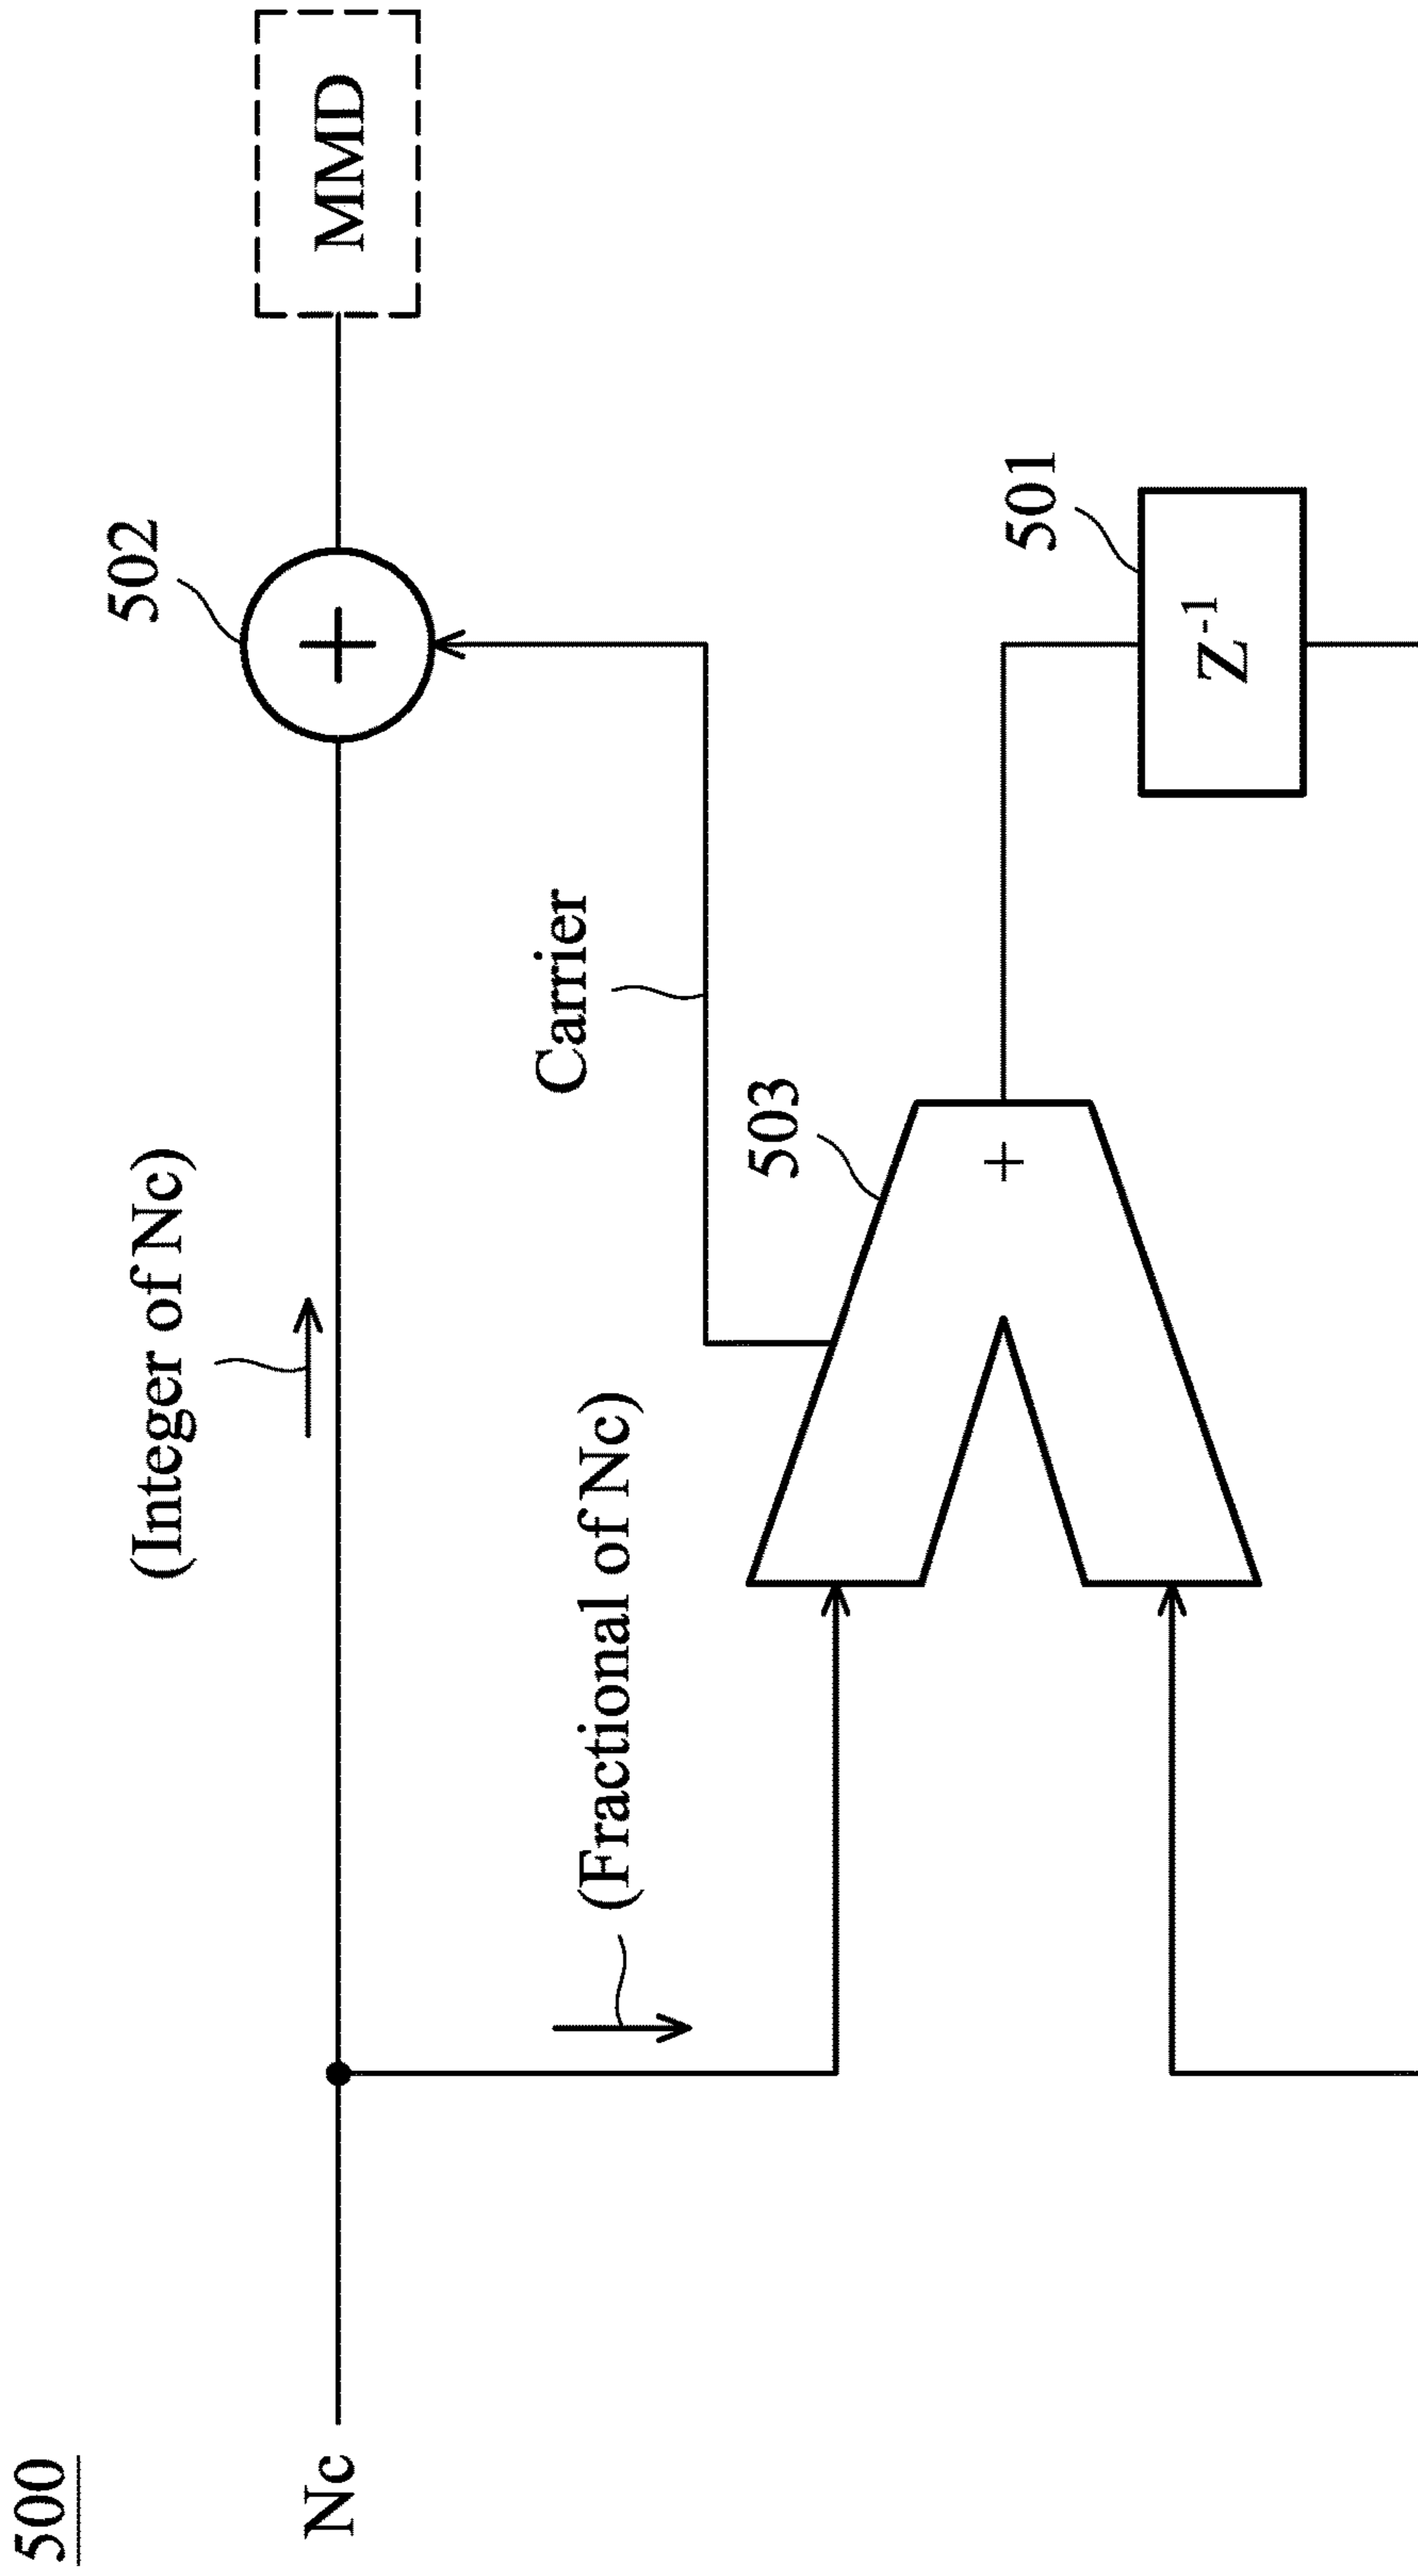 500
Nc
(Integer of Nc)
502
+
MMD
(Fractional of Nc)
Carrier
503
+
501
Z⁻¹